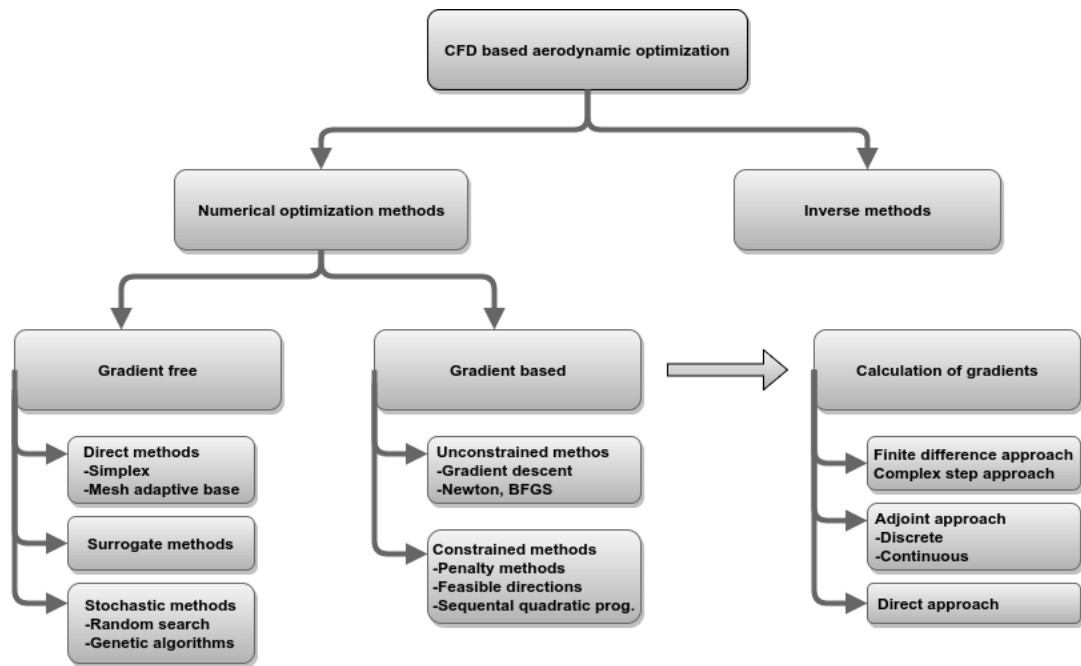 CFD based aerodynamic optimization
Numerical optimization methods
Inverse methods
Gradient free
Gradient based
Calculation of gradients
Direct methods
-Simplex
-Mesh adaptive base
Surrogate methods
Stochastic methods
-Random search
-Genetic algorithms
Unconstrained methos
-Gradient descent
-Newton, BFGS
Constrained methods
-Penalty methods
-Feasible directions
-Sequental quadratic prog.
Finite difference approach
Complex step approach
Adjoint approach
-Discrete
-Continuous
Direct approach